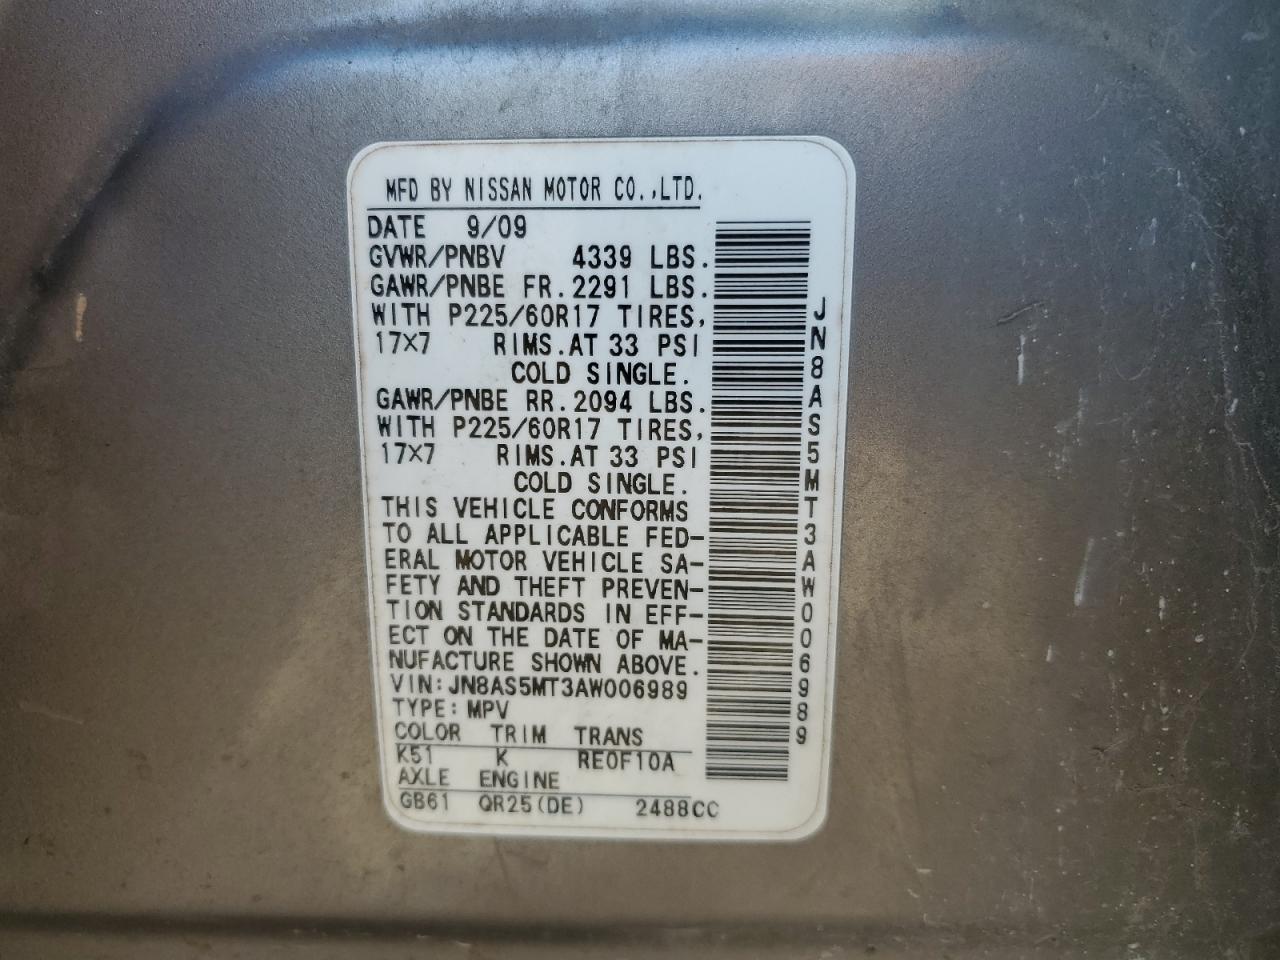 MFD BY NISSAN MOTOR CO.,LTD.
DATE 9/09
GVWR/PNBV 4339 LBS.
GAWR/PNBE FR.2291 LBS.
WITH P225/60R17 TIRES,
17×7 RIMS.AT 33 PSI
COLD SINGLE.
GAWR/PNBE RR.2094 LBS.
WITH P225/60R17 TIRES,
17×7 RIMS.AT 33 PSI
COLD SINGLE.
THIS VEHICLE CONFORMS
TO ALL APPLICABLE FED-
ERAL MOTOR VEHICLE SA-
FETY AND THEFT PREVEN-
TION STANDARDS IN EFF-
ECT ON THE DATE OF MA-
NUFACTURE SHOWN ABOVE.
VIN:JN8AS5MT3AW006989
TYPE:MPV
COLOR TRIM TRANS
K51 K RE0F10A
AXLE ENGINE
GB61 QR25(DE) 2488CC
JN8AS5MT3AW006989